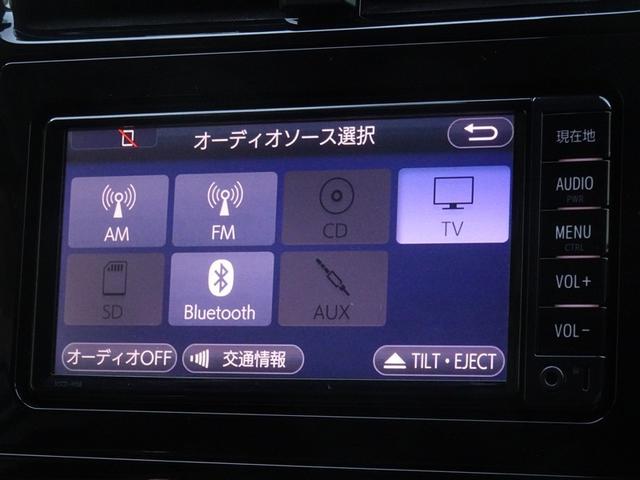 オーディオソース選択
現在地
AM
FM
CD
TV
AUDIO
PWR
SD
Bluetooth
AUX
MENU
CTRL
VOL+
VOL-
オーディオOFF
交通情報
TILT・EJECT